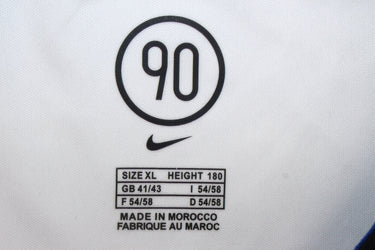 90
SIZE XL HEIGHT 180
GB 41/43 I 54/58
F 54/58 D 54/58
MADE IN MOROCCO
FABRIQUE AU MAROC